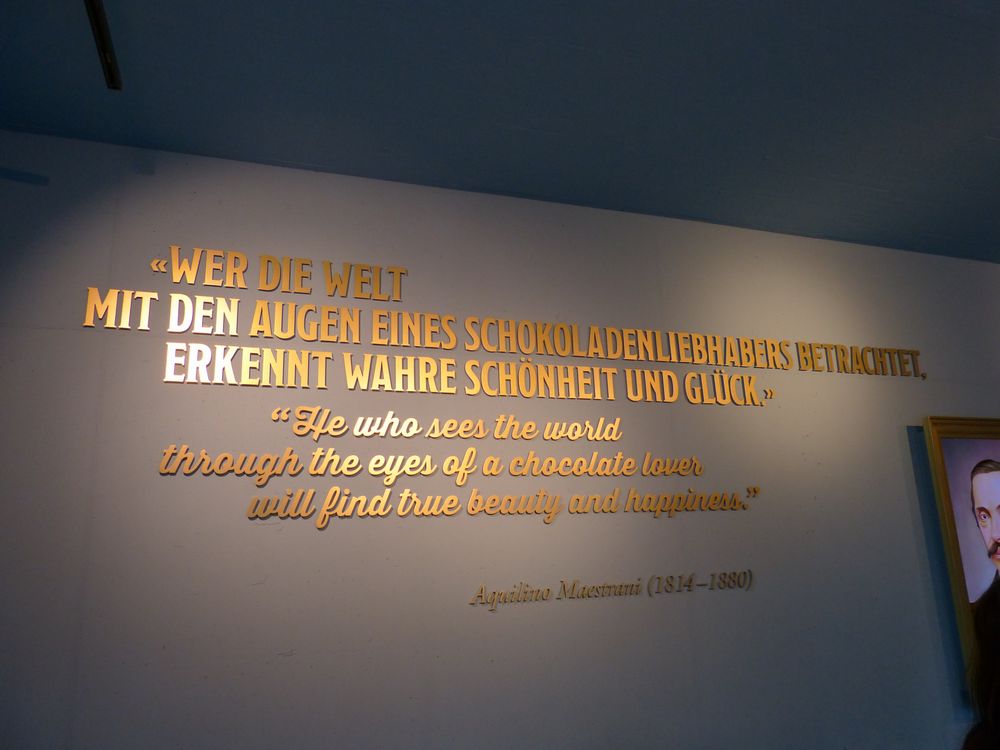 «WER DIE WELT
MIT DEN AUGEN EINES SCHOKOLADENLIEBHABERS BETRACHTET,
ERKENNT WAHRE SCHÖNHEIT UND GLÜCK.»
“He who sees the world
through the eyes of a chocolate lover
will find true beauty and happiness.”
Aquilino Maestrani (1814–1880)